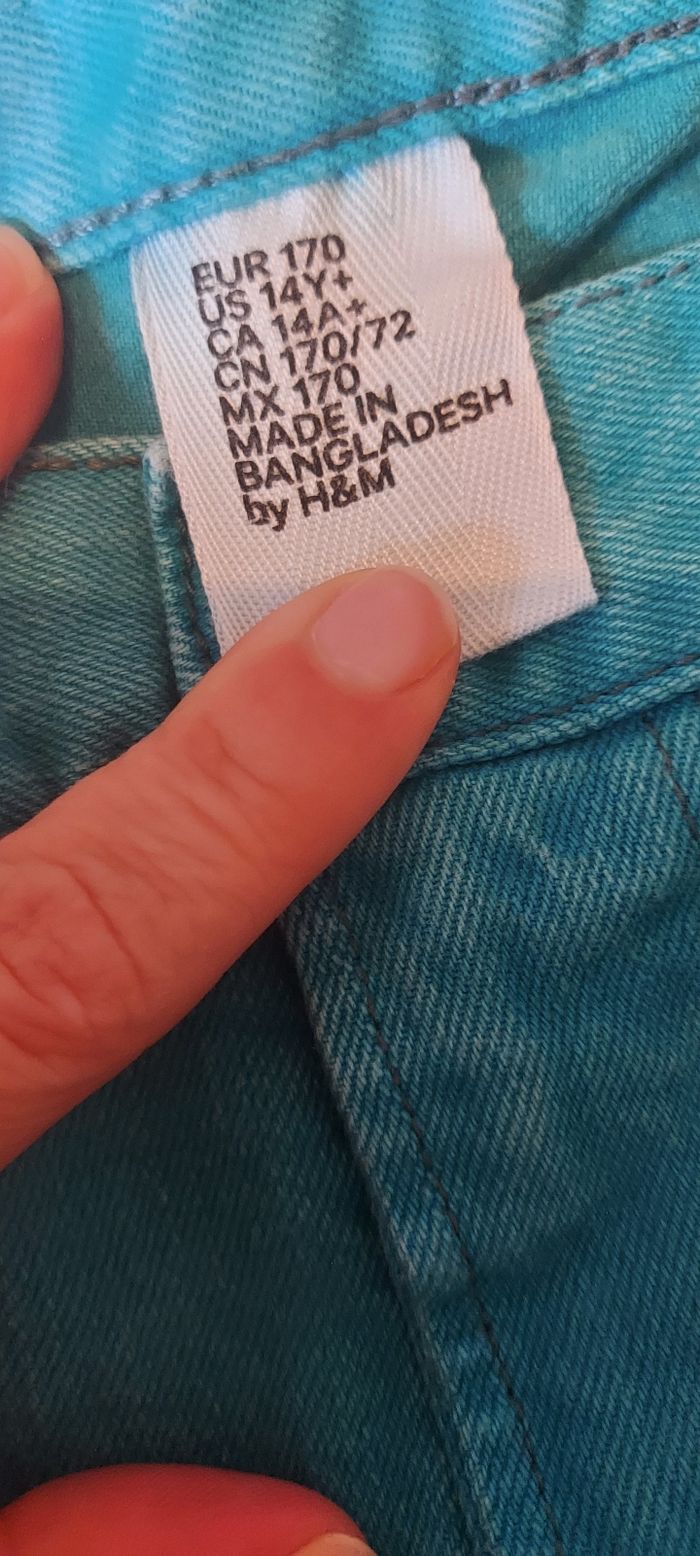 EUR 170
US 14Y+
CA 14A+
CN 170/72
MX 170
MADE IN
BANGLADESH
by H&M